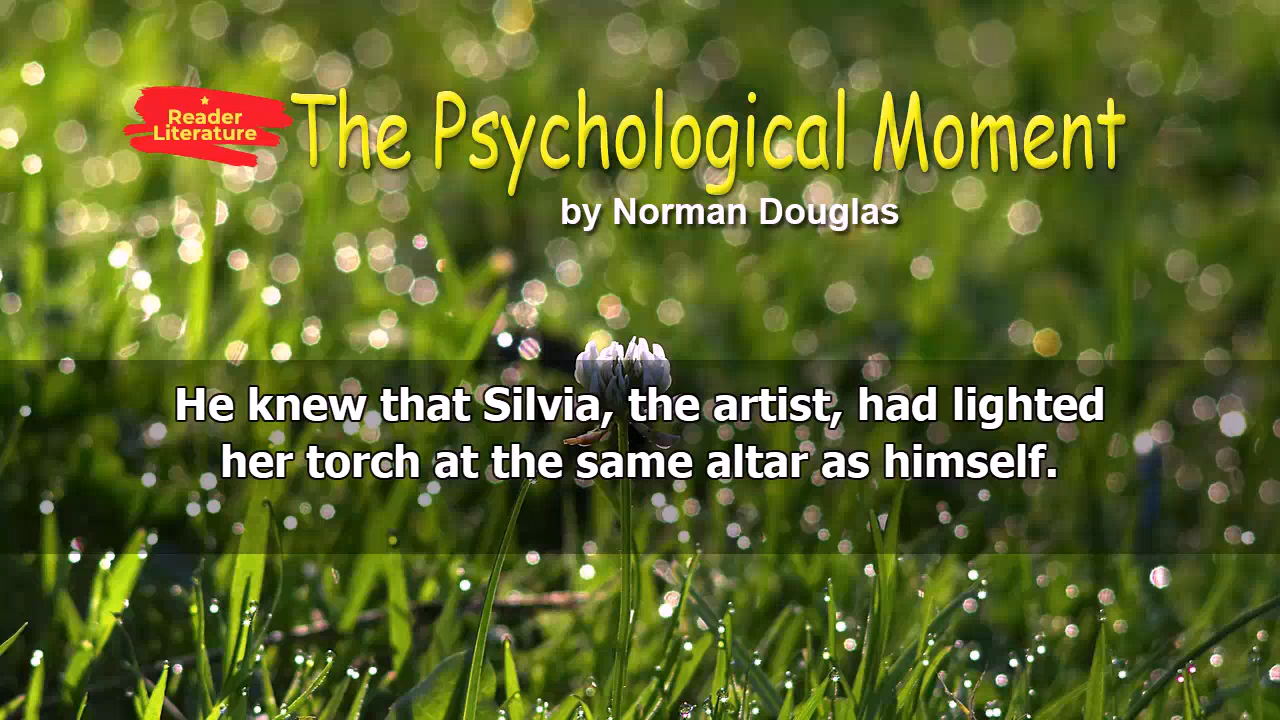 Reader
Literature
The Psychological Moment
by Norman Douglas
He knew that Silvia, the artist, had lighted
her torch at the same altar as himself.